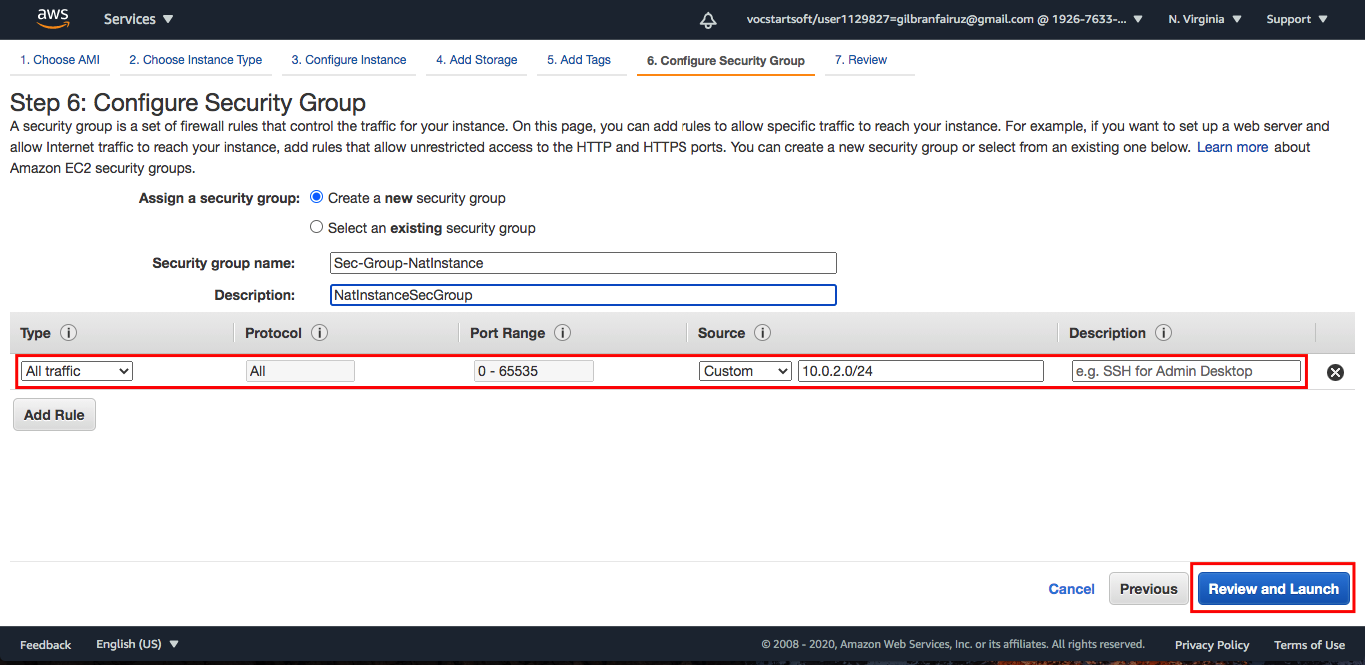 aws Services vocstartsoft/user1129827=gilbranfairuz@gmail.com @ 1926-7633-... N. Virginia Support
1. Choose AMI 2. Choose Instance Type 3. Configure Instance 4. Add Storage 5. Add Tags 6. Configure Security Group 7. Review
Step 6: Configure Security Group
A security group is a set of firewall rules that control the traffic for your instance. On this page, you can add rules to allow specific traffic to reach your instance. For example, if you want to set up a web server and
allow Internet traffic to reach your instance, add rules that allow unrestricted access to the HTTP and HTTPS ports. You can create a new security group or select from an existing one below. Learn more about
Amazon EC2 security groups.
Assign a security group: Create a new security group
Select an existing security group
Security group name: Sec-Group-NatInstance
Description: NatInstanceSecGroup
Type i Protocol i Port Range i Source i Description i
All traffic All 0 - 65535 Custom 10.0.2.0/24 e.g. SSH for Admin Desktop
Add Rule
Cancel Previous Review and Launch
Feedback English (US) © 2008 - 2020, Amazon Web Services, Inc. or its affiliates. All rights reserved. Privacy Policy Terms of Use